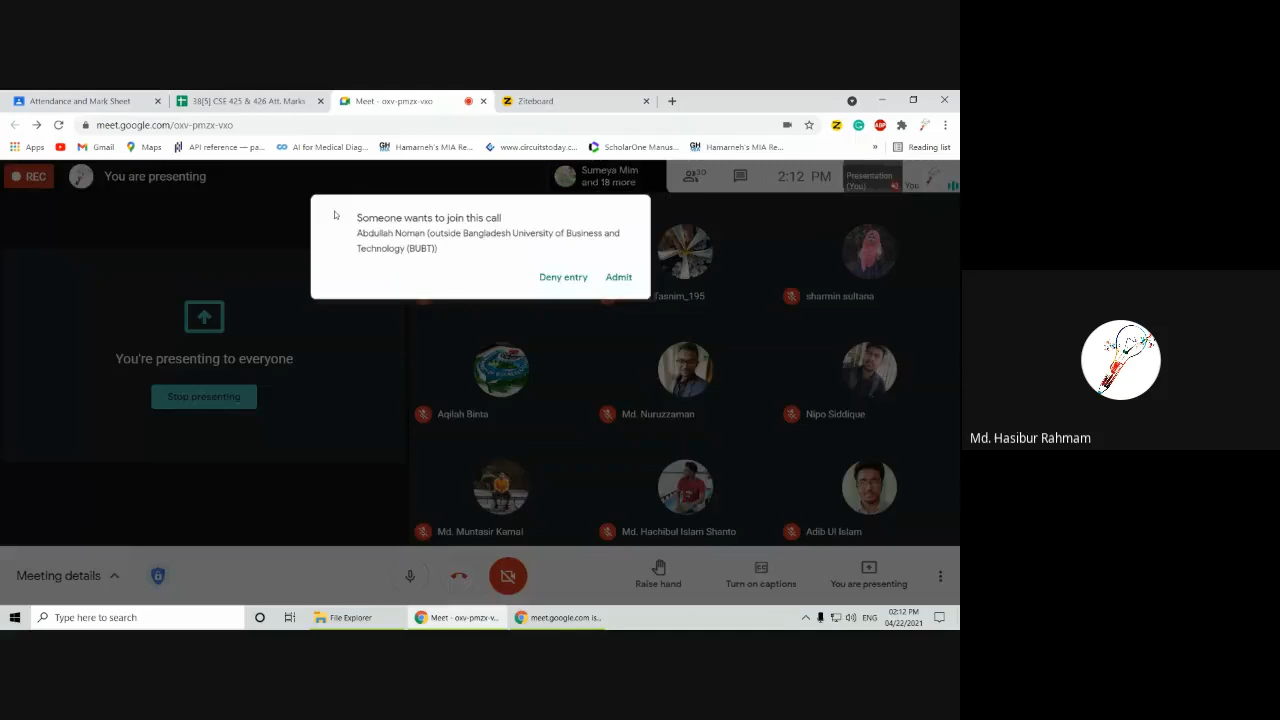 Attendance and Mark Sheet
38[5] CSE 425 & 426 Att. Marks
Meet - oxv-pmzx-vxo
Ziteboard
meet.google.com/oxv-pmzx-vxo
Apps
Gmail
Maps
API reference — pa...
AI for Medical Diag...
Hamarneh's MIA Re...
www.circuitstoday.c...
ScholarOne Manus...
Hamarneh's MIA Re...
»
Reading list
REC
You are presenting
Sumeya Mim
and 18 more
30
2:12 PM
Presentation
(You)
You
Someone wants to join this call
Abdullah Noman (outside Bangladesh University of Business and
Technology (BUBT))
Deny entry
Admit
Tasnim_195
sharmin sultana
You're presenting to everyone
Stop presenting
Aqilah Binta
Md. Nuruzzaman
Nipo Siddique
Md. Muntasir Kamal
Md. Hachibul Islam Shanto
Adib Ul Islam
Md. Hasibur Rahmam
Meeting details
Raise hand
Turn on captions
You are presenting
Type here to search
File Explorer
Meet - oxv-pmzx-v...
meet.google.com is...
ENG
02:12 PM
04/22/2021